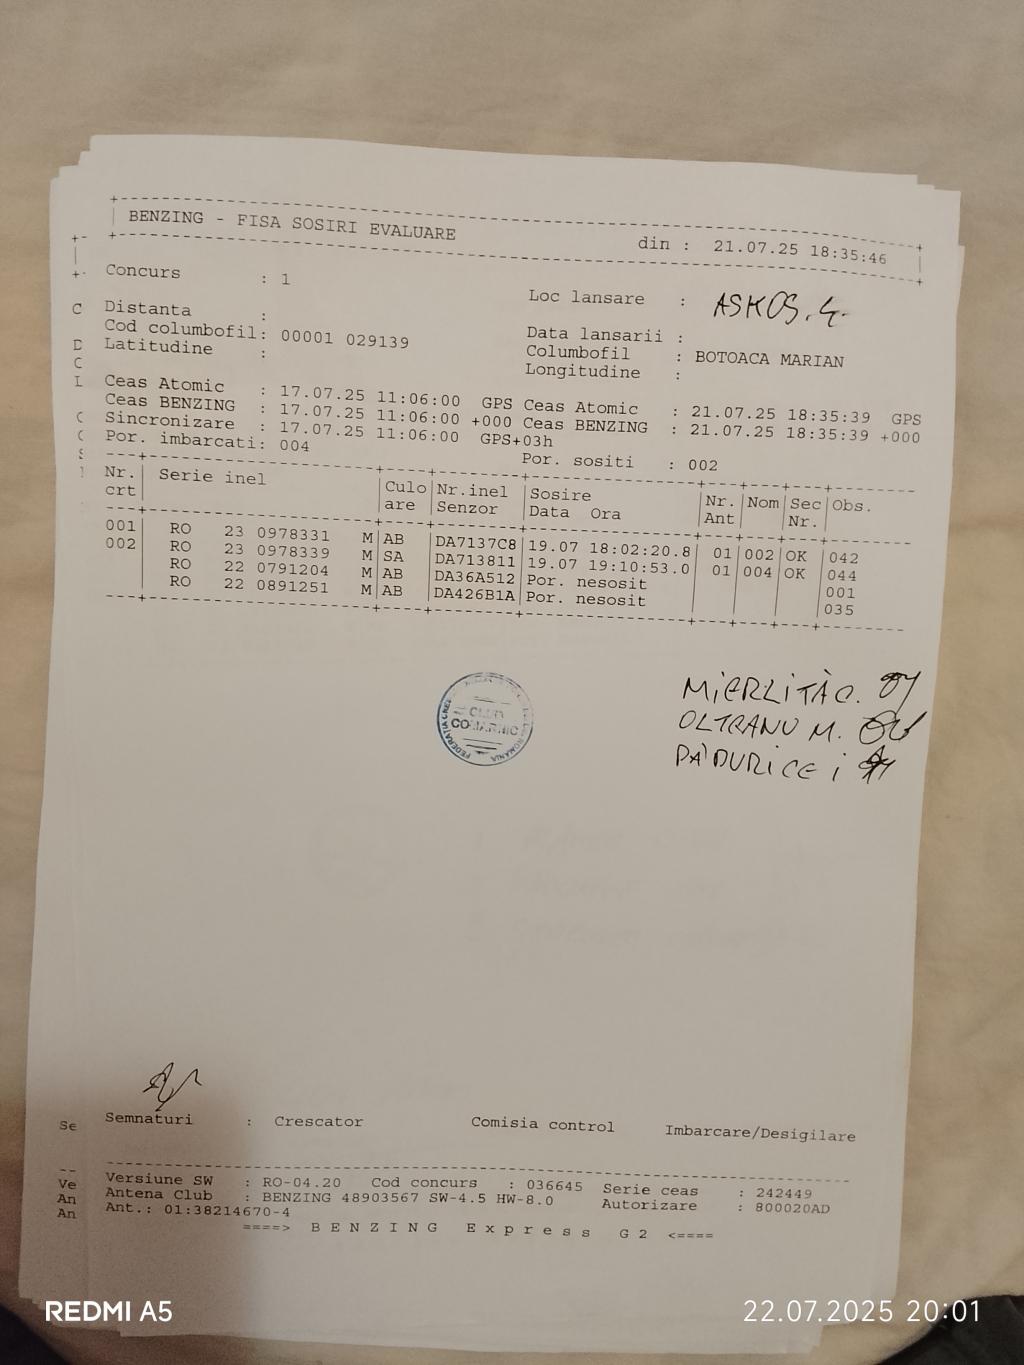 BENZING - FISA SOSIRI EVALUARE din : 21.07.25 18:35:46
Concurs : 1 Loc lansare : ASKOS. 4.
Distanta : Data lansarii :
Cod columbofil: 00001 029139 Columbofil : BOTOACA MARIAN
Latitudine : Longitudine :
Ceas Atomic : 17.07.25 11:06:00 GPS Ceas Atomic : 21.07.25 18:35:39 GPS
Ceas BENZING : 17.07.25 11:06:00 +000 Ceas BENZING : 21.07.25 18:35:39 +000
Sincronizare : 17.07.25 11:06:00 GPS+03h
Por. imbarcati: 004 Por. sositi : 002
Nr. Serie inel Culo Nr.inel Sosire Nr. Nom Sec Obs.
crt are Senzor Data Ora Ant Nr.
001 RO 23 0978331 M AB DA7137C8 19.07 18:02:20.8 01 002 OK 042
002 RO 23 0978339 M SA DA713811 19.07 19:10:53.0 01 004 OK 044
RO 22 0791204 M AB DA36A512 Por. nesosit 001
RO 22 0891251 M AB DA426B1A Por. nesosit 035
CLUB
COMARNIC
MIERLITĂ C.
OLTEANU M.
PĂDURICE i
Semnaturi : Crescator Comisia control Imbarcare/Desigilare
Versiune SW : RO-04.20 Cod concurs : 036645 Serie ceas : 242449
Antena Club : BENZING 48903567 SW-4.5 HW-8.0 Autorizare : 800020AD
Ant.: 01:38214670-4
====> BENZING Express G2 <====
REDMI A5 22.07.2025 20:01